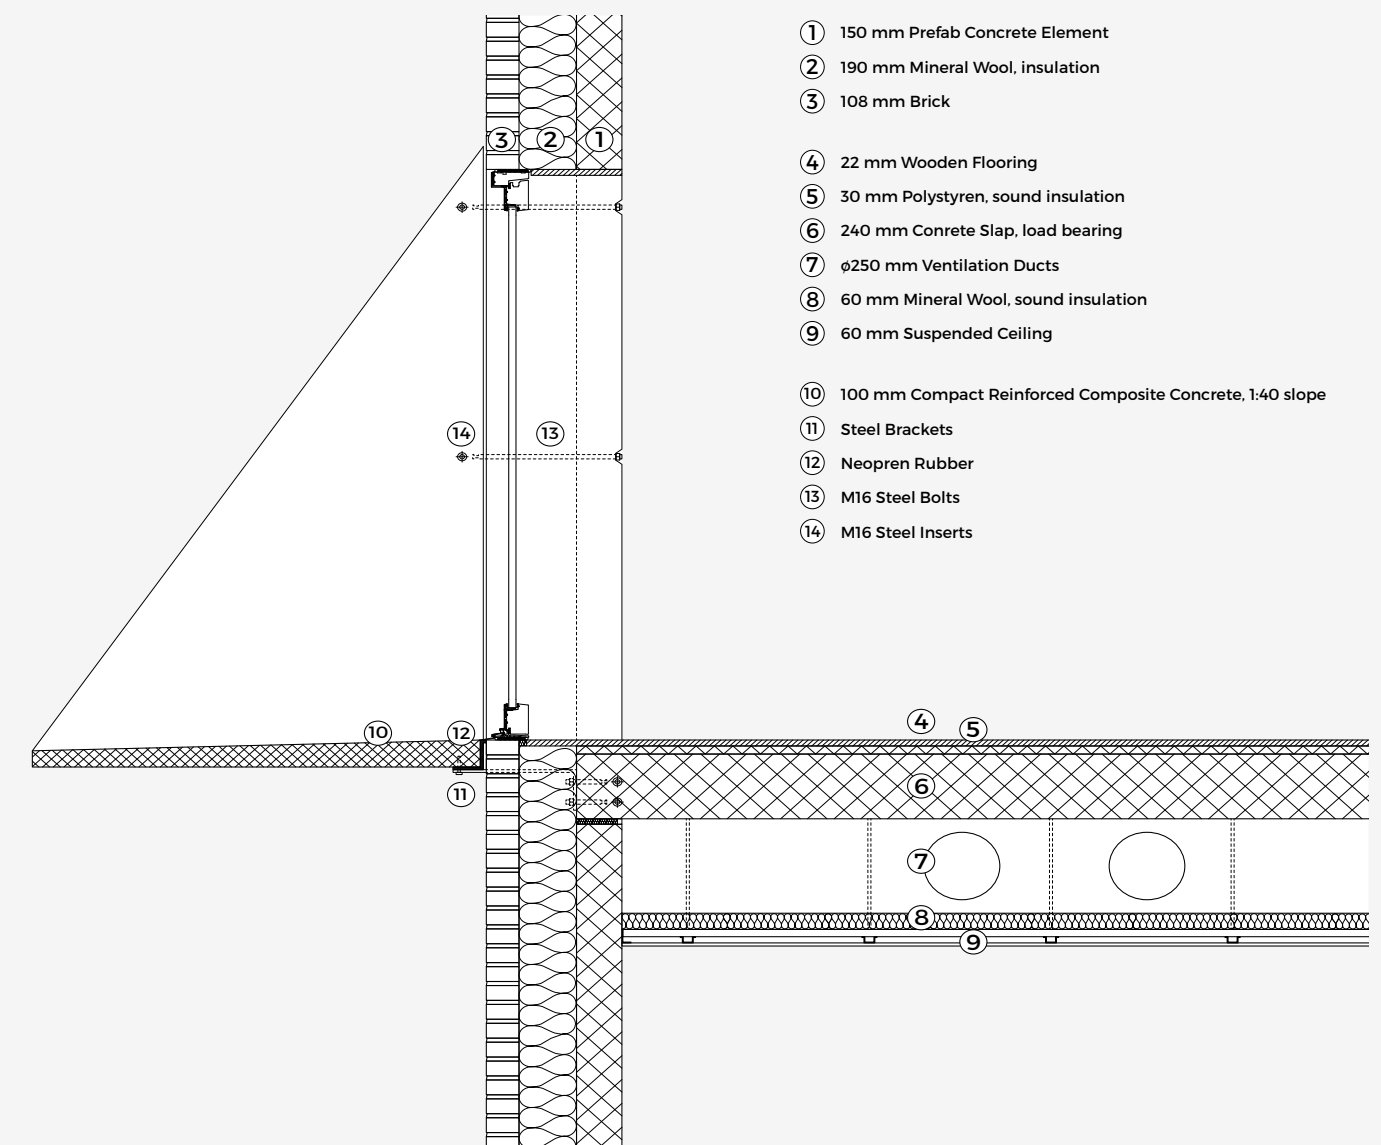 1 150 mm Prefab Concrete Element
2 190 mm Mineral Wool, insulation
3 108 mm Brick
4 22 mm Wooden Flooring
5 30 mm Polystyren, sound insulation
6 240 mm Conrete Slap, load bearing
7 ø250 mm Ventilation Ducts
8 60 mm Mineral Wool, sound insulation
9 60 mm Suspended Ceiling
10 100 mm Compact Reinforced Composite Concrete, 1:40 slope
11 Steel Brackets
12 Neopren Rubber
13 M16 Steel Bolts
14 M16 Steel Inserts
3 2 1
14 13
10 12
4 5
11
6
7
8
9